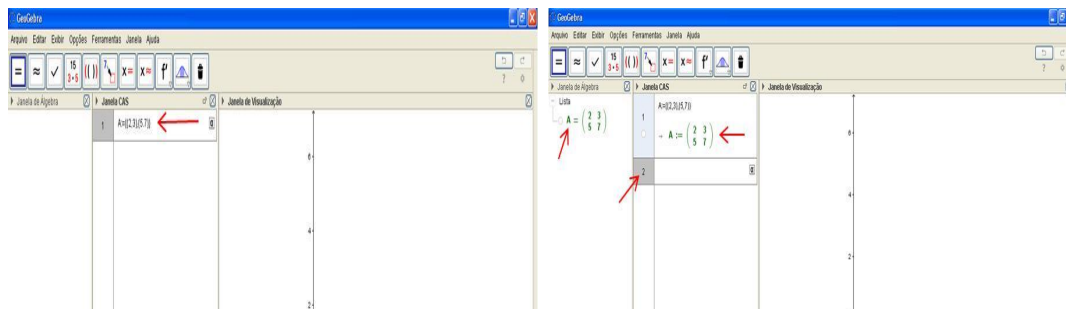 GeoGebra
Arquivo Editar Exibir Opções Ferramentas Janela Ajuda
= ≈ ✓ 15 3•5 (( )) 7 x = x ≈ f'
?
Janela de Álgebra
Janela CAS
Janela de Visualização
1
A:={{2,3},{5,7}}
6
4
2
GeoGebra
Arquivo Editar Exibir Opções Ferramentas Janela Ajuda
= ≈ ✓ 15 3•5 (( )) 7 x = x ≈ f'
?
Janela de Álgebra
Janela CAS
Janela de Visualização
Lista
A = ( 2 3
5 7 )
1
A:={{2,3},{5,7}}
→ A := ( 2 3
5 7 )
2
6
4
2